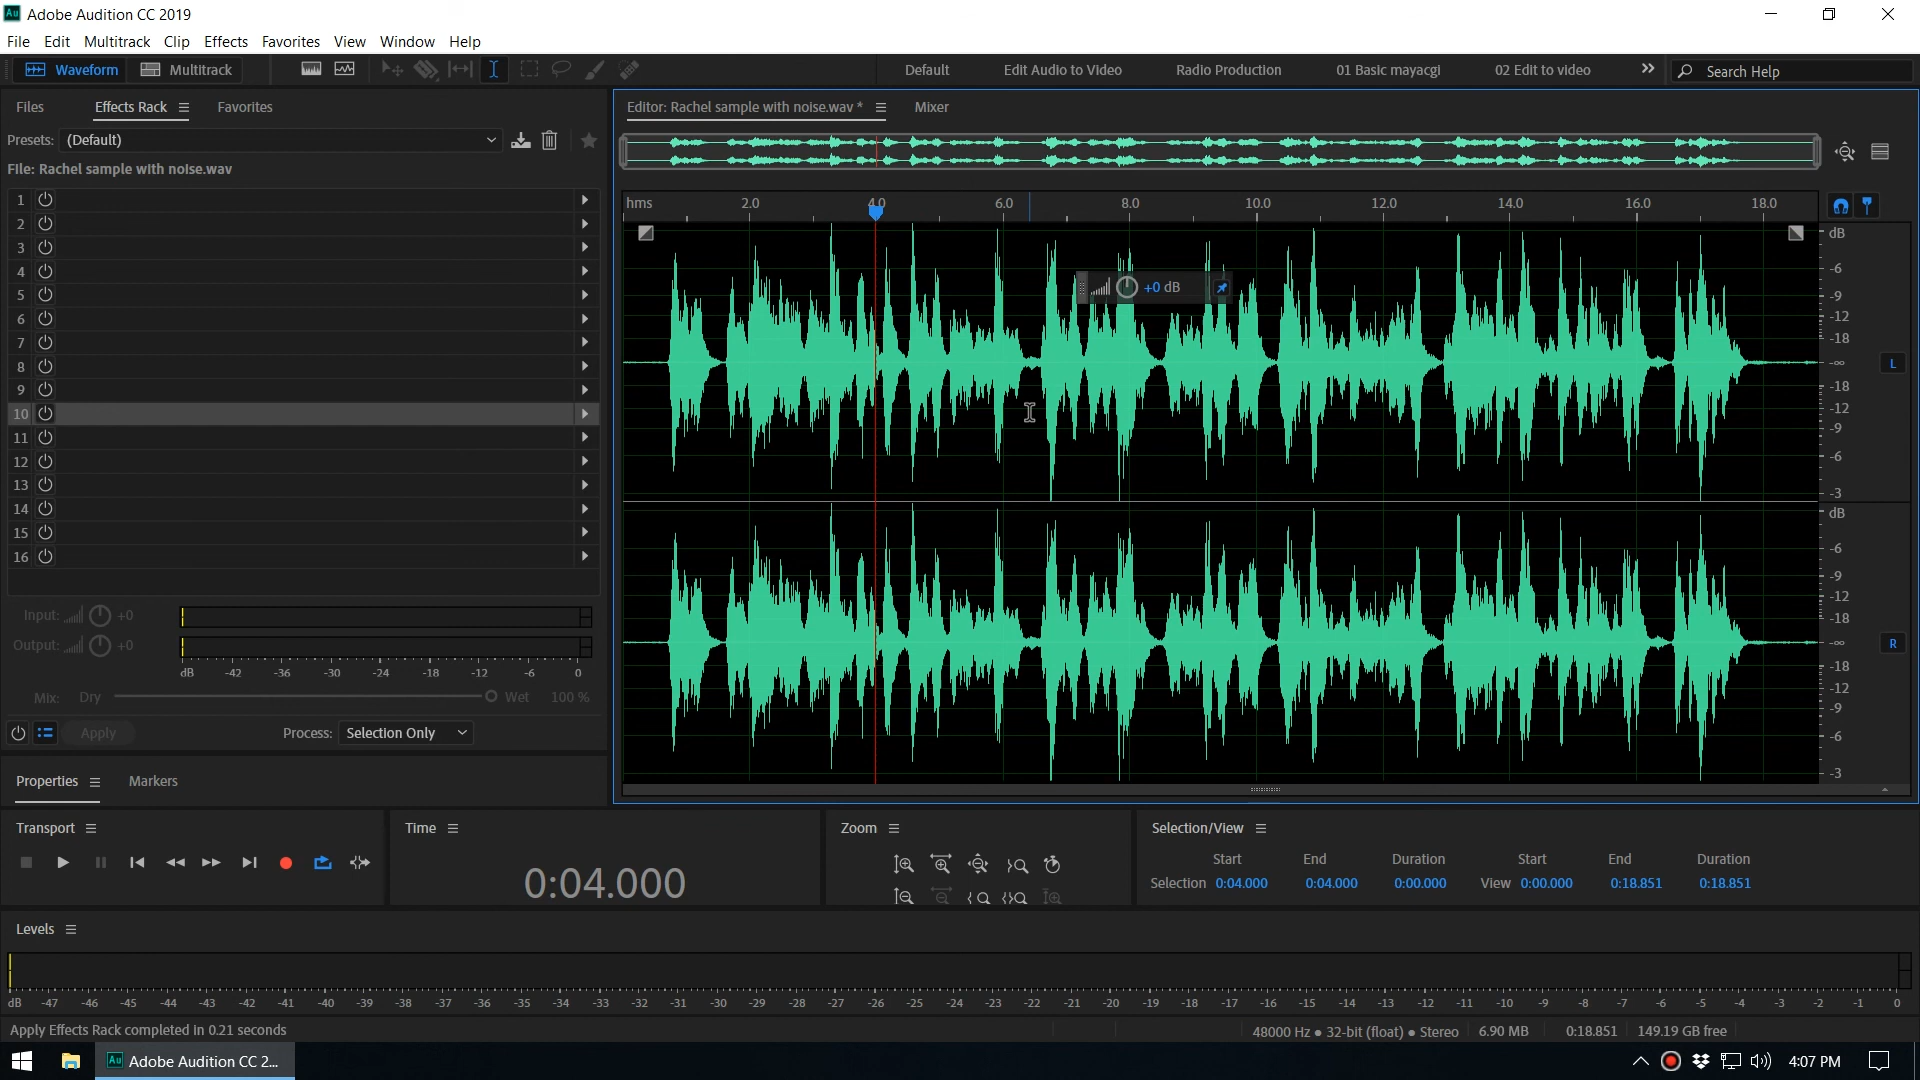 Au Adobe Audition CC 2019
File Edit Multitrack Clip Effects Favorites View Window Help
Waveform Multitrack Default Edit Audio to Video Radio Production 01 Basic mayacgi 02 Edit to video Search Help
Files Effects Rack Favorites
Editor: Rachel sample with noise.wav * Mixer
Presets: (Default)
File: Rachel sample with noise.wav
1
2
3
4
5
6
7
8
9
10
11
12
13
14
15
16
Input: +0
Output: +0
dB -42 -36 -30 -24 -18 -12 -6 0
Mix: Dry Wet 100 %
Apply Process: Selection Only
hms 2.0 4.0 6.0 8.0 10.0 12.0 14.0 16.0 18.0
+0 dB
dB
-6
-9
-12
-18
-∞
-18
-12
-9
-6
-3
L
dB
-6
-9
-12
-18
-∞
-18
-12
-9
-6
-3
R
Properties Markers
Transport Time Zoom Selection/View
0:04.000
Start End Duration Start End Duration
Selection 0:04.000 0:04.000 0:00.000 View 0:00.000 0:18.851 0:18.851
Levels
dB -47 -46 -45 -44 -43 -42 -41 -40 -39 -38 -37 -36 -35 -34 -33 -32 -31 -30 -29 -28 -27 -26 -25 -24 -23 -22 -21 -20 -19 -18 -17 -16 -15 -14 -13 -12 -11 -10 -9 -8 -7 -6 -5 -4 -3 -2 -1 0
Apply Effects Rack completed in 0.21 seconds 48000 Hz ● 32-bit (float) ● Stereo 6.90 MB 0:18.851 149.19 GB free
Au Adobe Audition CC 2... 4:07 PM